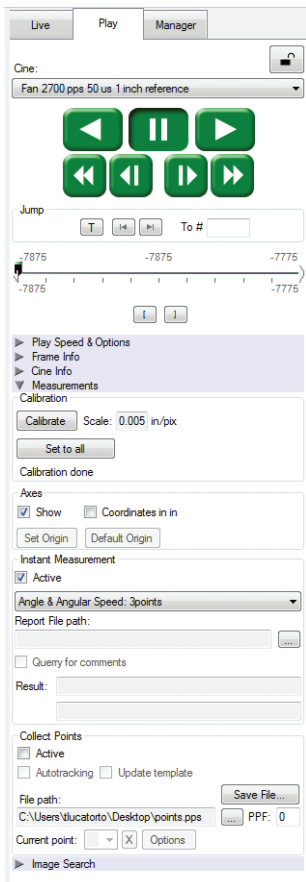 Live Play Manager
Cine:
Fan 2700 pps 50 us 1 inch reference
Jump
T To #
-7875 -7875 -7775
-7875 -7775
[ ]
Play Speed & Options
Frame Info
Cine Info
Measurements
Calibration
Calibrate Scale: 0.005 in/pix
Set to all
Calibration done
Axes
Show Coordinates in in
Set Origin Default Origin
Instant Measurement
Active
Angle & Angular Speed: 3points
Report File path:
...
Querry for comments
Result:
Collect Points
Active
Autotracking Update template
File path: Save File...
C:\Users\tlucatorto\Desktop\points.pps ... PPF: 0
Current point: X Options
Image Search